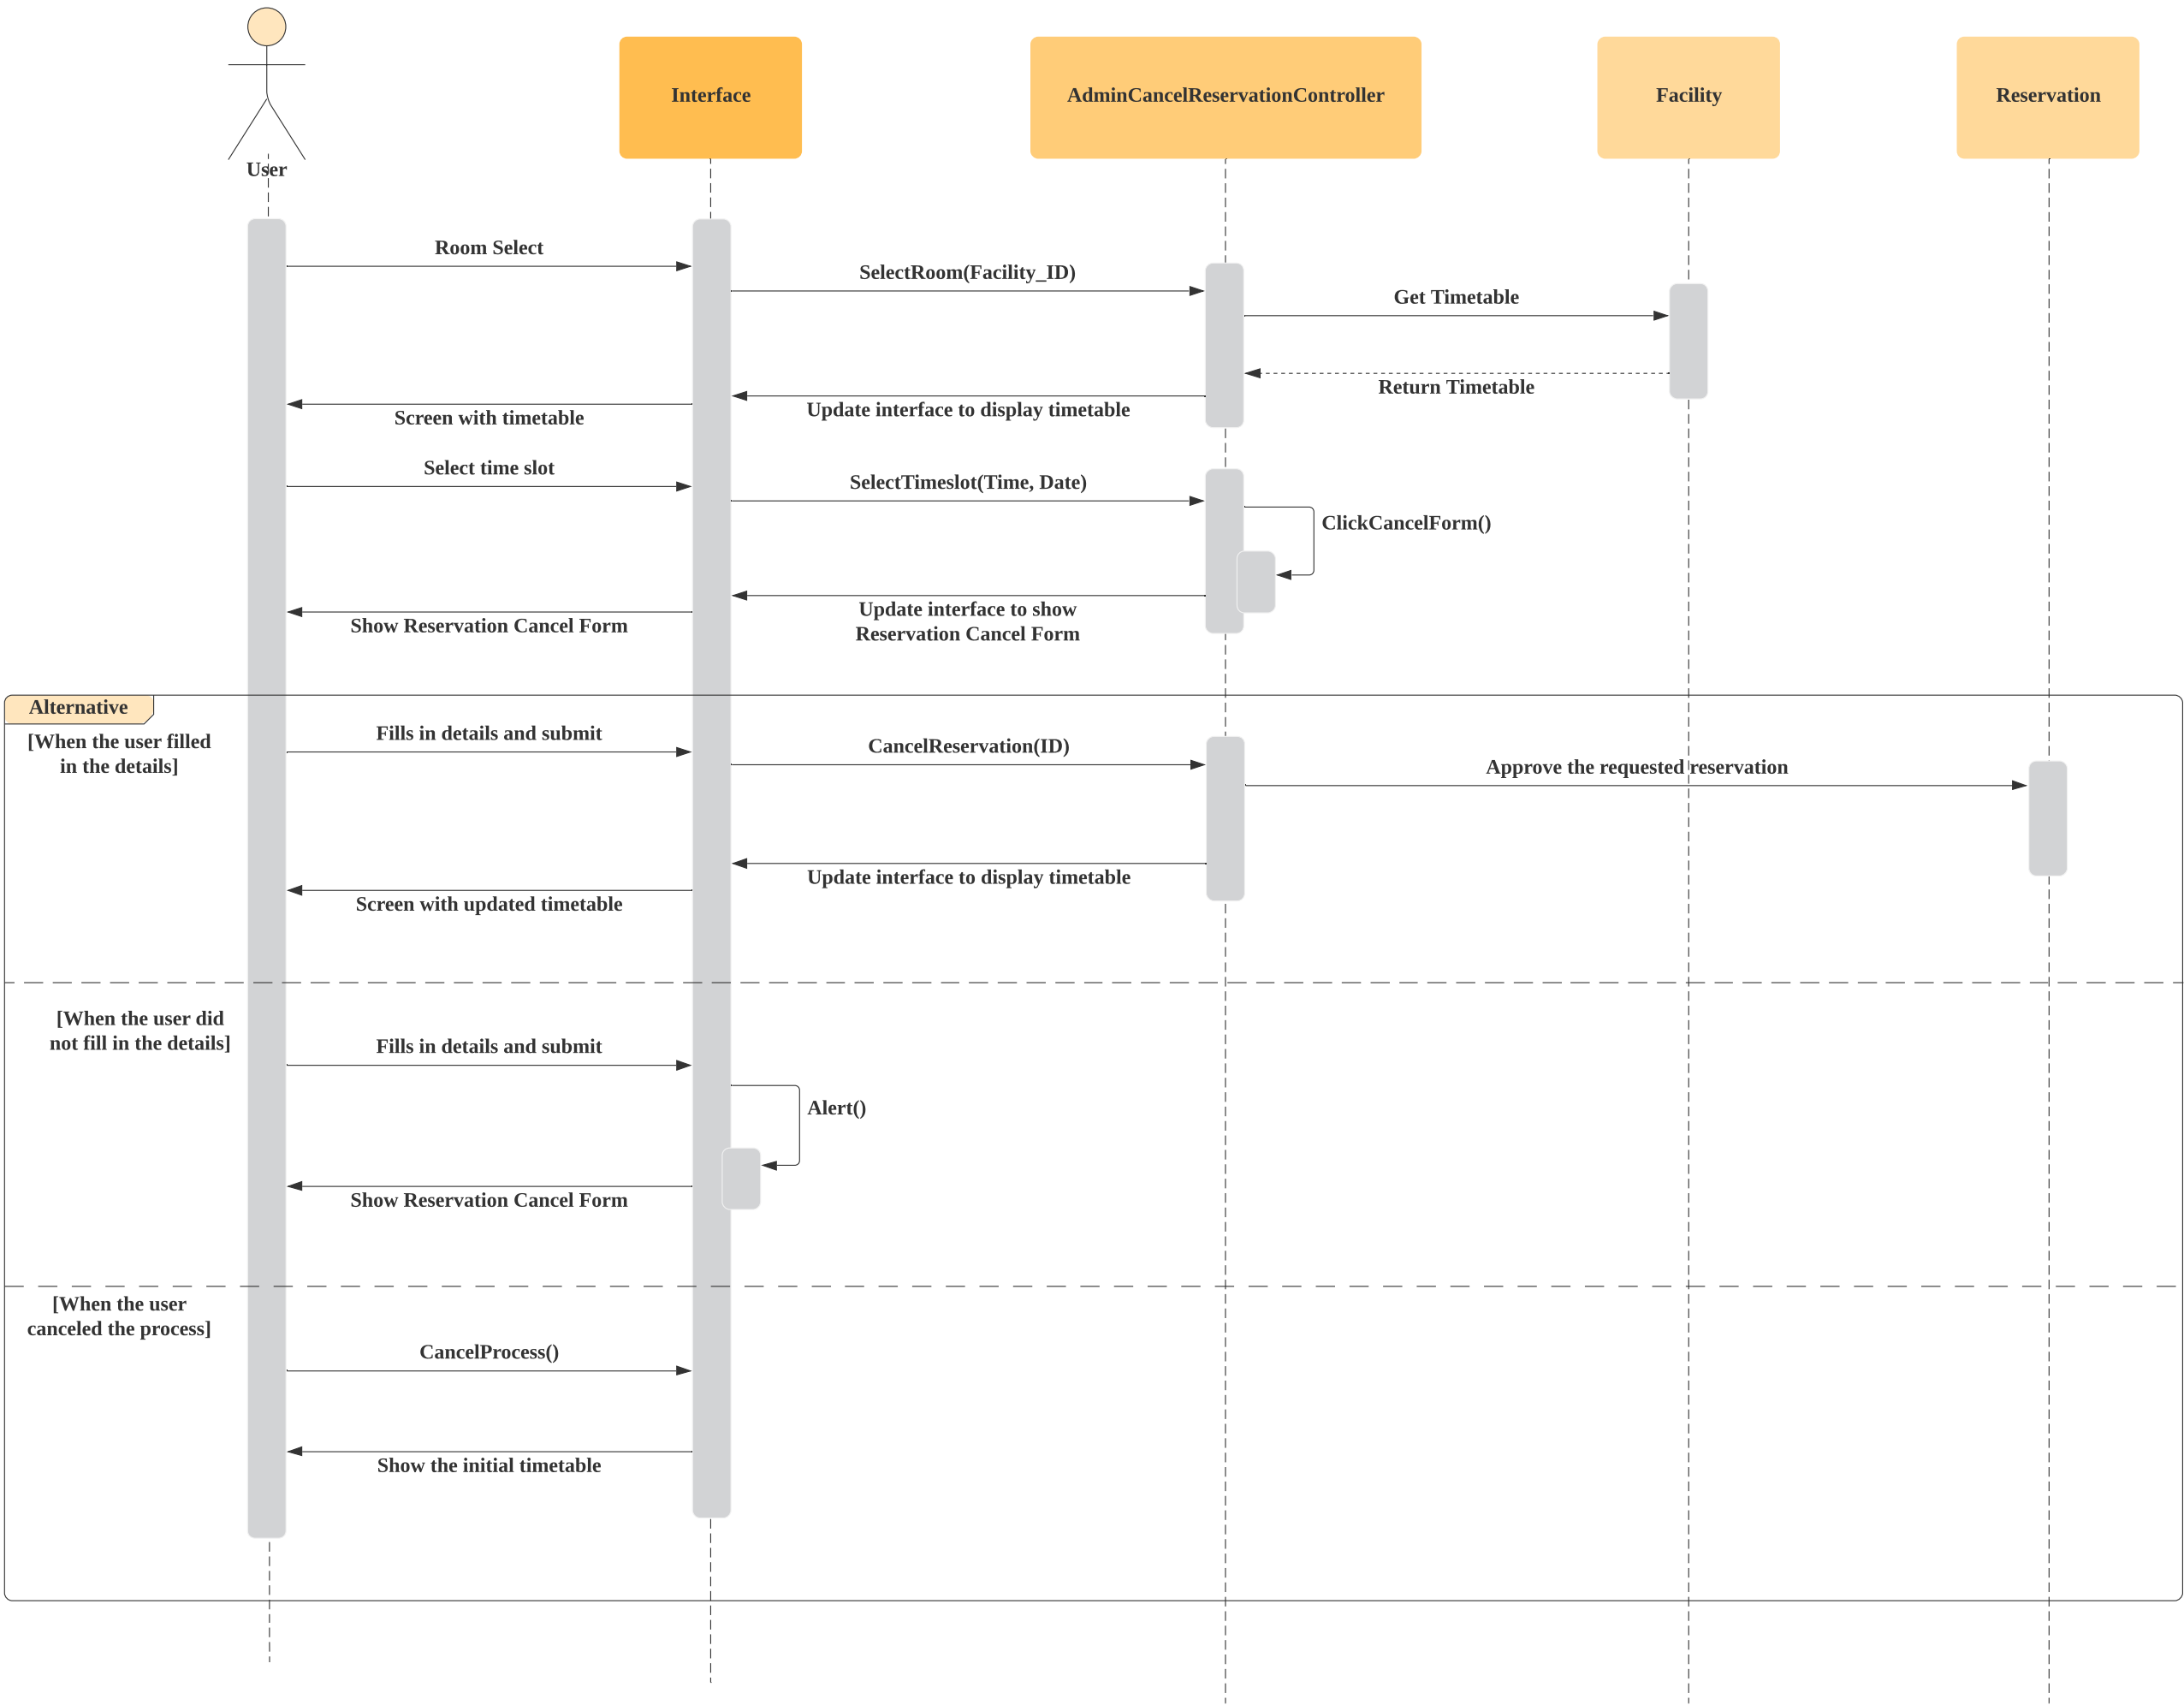 User
Interface
AdminCancelReservationController
Facility
Reservation
Room Select
SelectRoom(Facility_ID)
Get Timetable
Return Timetable
Update interface to display timetable
Screen with timetable
Select time slot
SelectTimeslot(Time, Date)
ClickCancelForm()
Update interface to show
Reservation Cancel Form
Show Reservation Cancel Form
Alternative
[When the user filled
in the details]
Fills in details and submit
CancelReservation(ID)
Approve the requested reservation
Update interface to display timetable
Screen with updated timetable
[When the user did
not fill in the details]
Fills in details and submit
Alert()
Show Reservation Cancel Form
[When the user
canceled the process]
CancelProcess()
Show the initial timetable